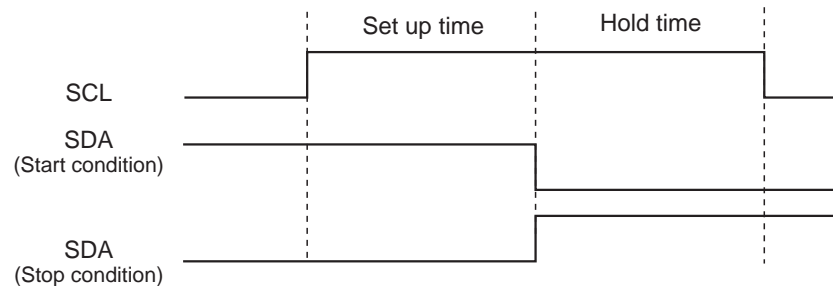 Set up time
Hold time
SCL
SDA
(Start condition)
SDA
(Stop condition)